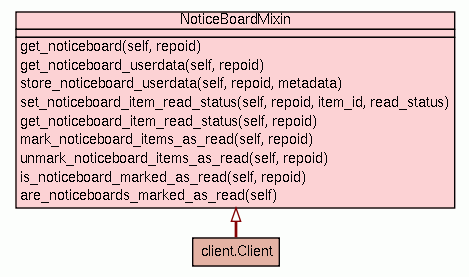 NoticeBoardMixin
get_noticeboard(self, repoid)
get_noticeboard_userdata(self, repoid)
store_noticeboard_userdata(self, repoid, metadata)
set_noticeboard_item_read_status(self, repoid, item_id, read_status)
get_noticeboard_item_read_status(self, repoid)
mark_noticeboard_items_as_read(self, repoid)
unmark_noticeboard_items_as_read(self, repoid)
is_noticeboard_marked_as_read(self, repoid)
are_noticeboards_marked_as_read(self)
client.Client